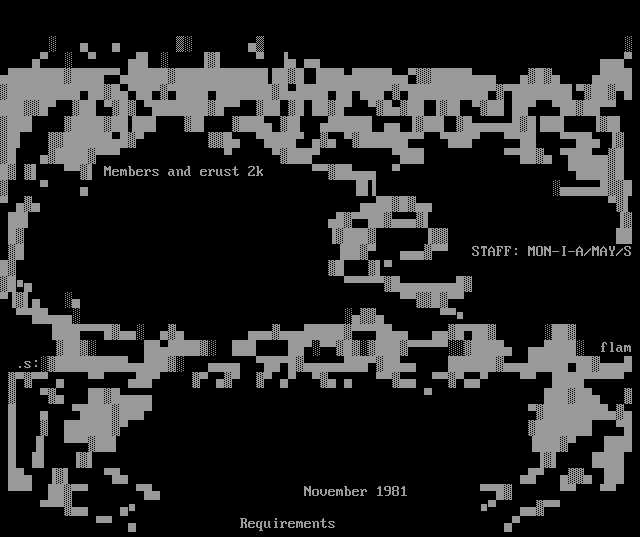 Members and erust 2k
STAFF: MON-I-A/MAY/S
flam
.s:
November 1981
Requirements